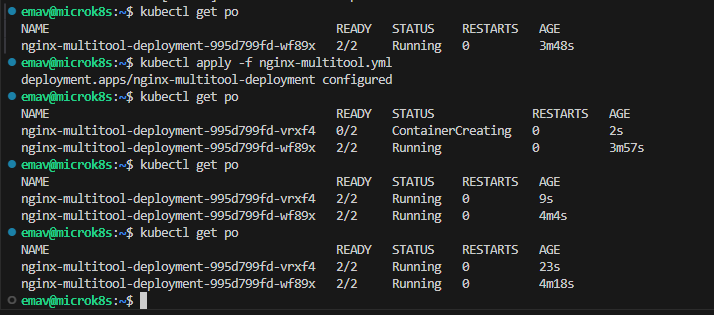 emav@microk8s:~$ kubectl get po
NAME READY STATUS RESTARTS AGE
nginx-multitool-deployment-995d799fd-wf89x 2/2 Running 0 3m48s
emav@microk8s:~$ kubectl apply -f nginx-multitool.yml
deployment.apps/nginx-multitool-deployment configured
emav@microk8s:~$ kubectl get po
NAME READY STATUS RESTARTS AGE
nginx-multitool-deployment-995d799fd-vrxf4 0/2 ContainerCreating 0 2s
nginx-multitool-deployment-995d799fd-wf89x 2/2 Running 0 3m57s
emav@microk8s:~$ kubectl get po
NAME READY STATUS RESTARTS AGE
nginx-multitool-deployment-995d799fd-vrxf4 2/2 Running 0 9s
nginx-multitool-deployment-995d799fd-wf89x 2/2 Running 0 4m4s
emav@microk8s:~$ kubectl get po
NAME READY STATUS RESTARTS AGE
nginx-multitool-deployment-995d799fd-vrxf4 2/2 Running 0 23s
nginx-multitool-deployment-995d799fd-wf89x 2/2 Running 0 4m18s
emav@microk8s:~$